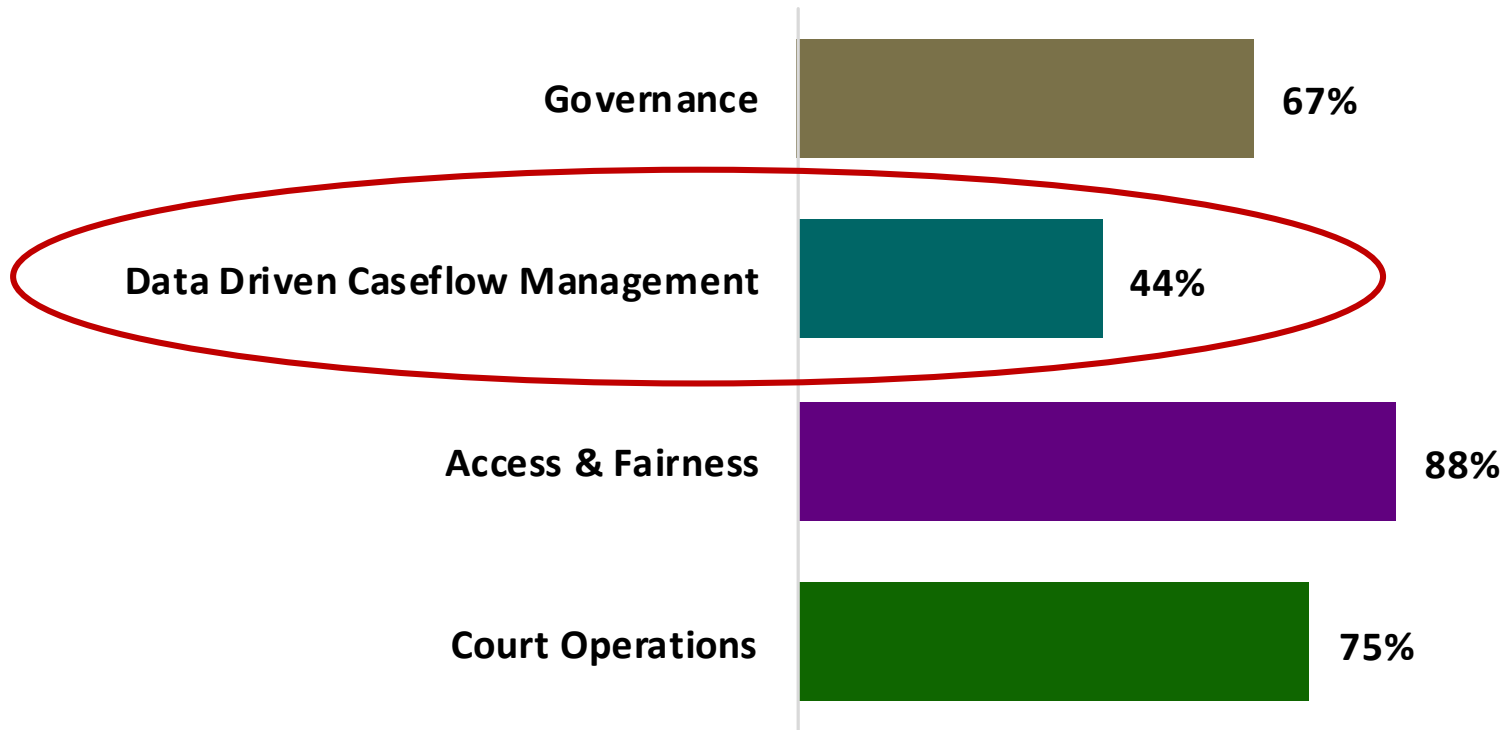 Governance 67%
Data Driven Caseflow Management 44%
Access & Fairness 88%
Court Operations 75%